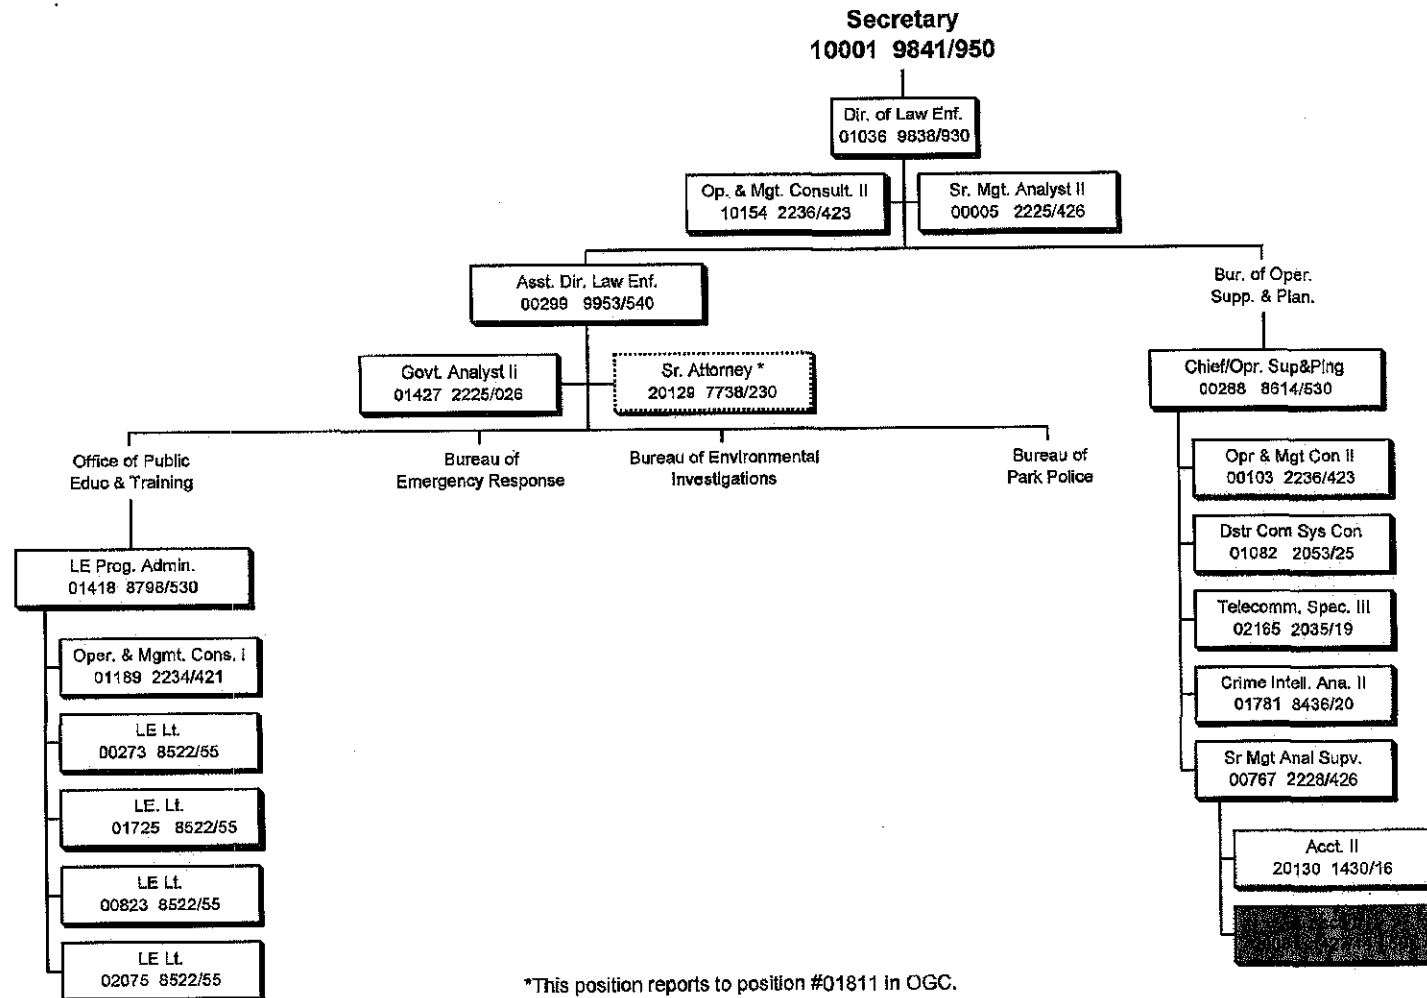 Secretary
10001 9841/950
Dir. of Law Enf.
01036 9838/930
Op. & Mgt. Consult. II
10154 2236/423
Sr. Mgt. Analyst II
00005 2225/426
Asst. Dir. Law Enf.
00299 9953/540
Bur. of Oper.
Supp. & Plan.
Govt. Analyst II
01427 2225/026
Sr. Attorney *
20129 7738/230
Chief/Opr. Sup&Plng
00288 8614/530
Office of Public
Educ & Training
Bureau of
Emergency Response
Bureau of Environmental
Investigations
Bureau of
Park Police
LE Prog. Admin.
01418 8798/530
Oper. & Mgmt. Cons. I
01189 2234/421
LE Lt.
00273 8522/55
LE. Lt.
01725 8522/55
LE Lt.
00823 8522/55
LE Lt.
02075 8522/55
Opr & Mgt Con II
00103 2236/423
Dstr Com Sys Con
01082 2053/25
Telecomm. Spec. III
02165 2035/19
Crime Intell. Ana. II
01781 8436/20
Sr Mgt Anal Supv.
00767 2228/426
Acct. II
20130 1430/16
*This position reports to position #01811 in OGC.